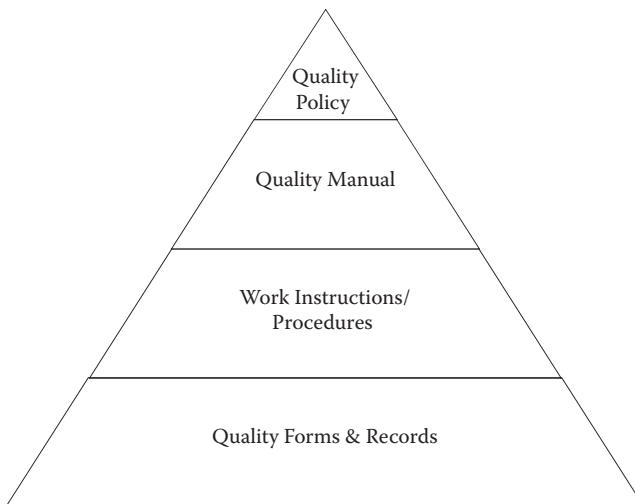 Quality
Policy
Quality Manual
Work Instructions/
Procedures
Quality Forms & Records